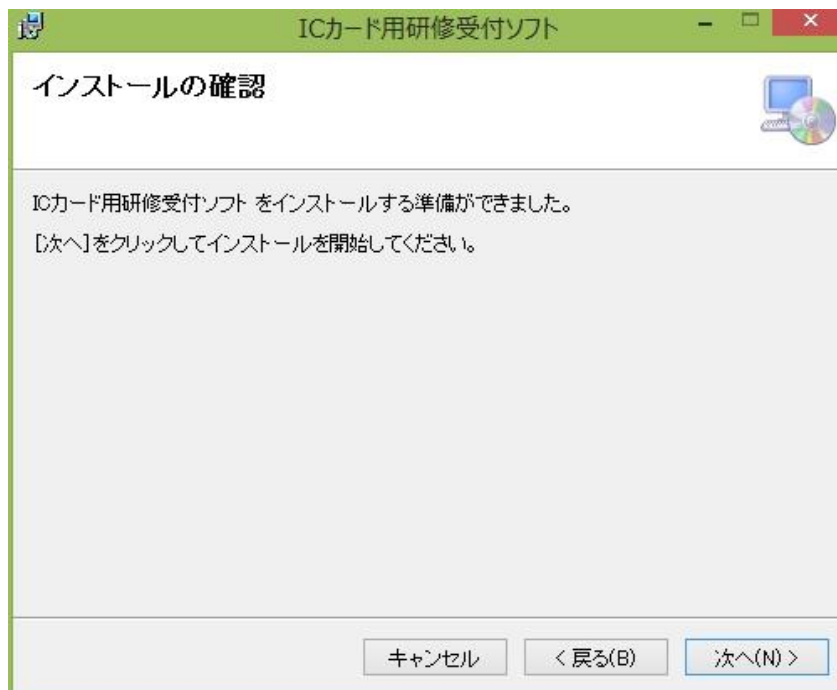 ICカード用研修受付ソフト
インストールの確認
ICカード用研修受付ソフト をインストールする準備ができました。
[次へ]をクリックしてインストールを開始してください。
キャンセル
< 戻る(B)
次へ(N) >